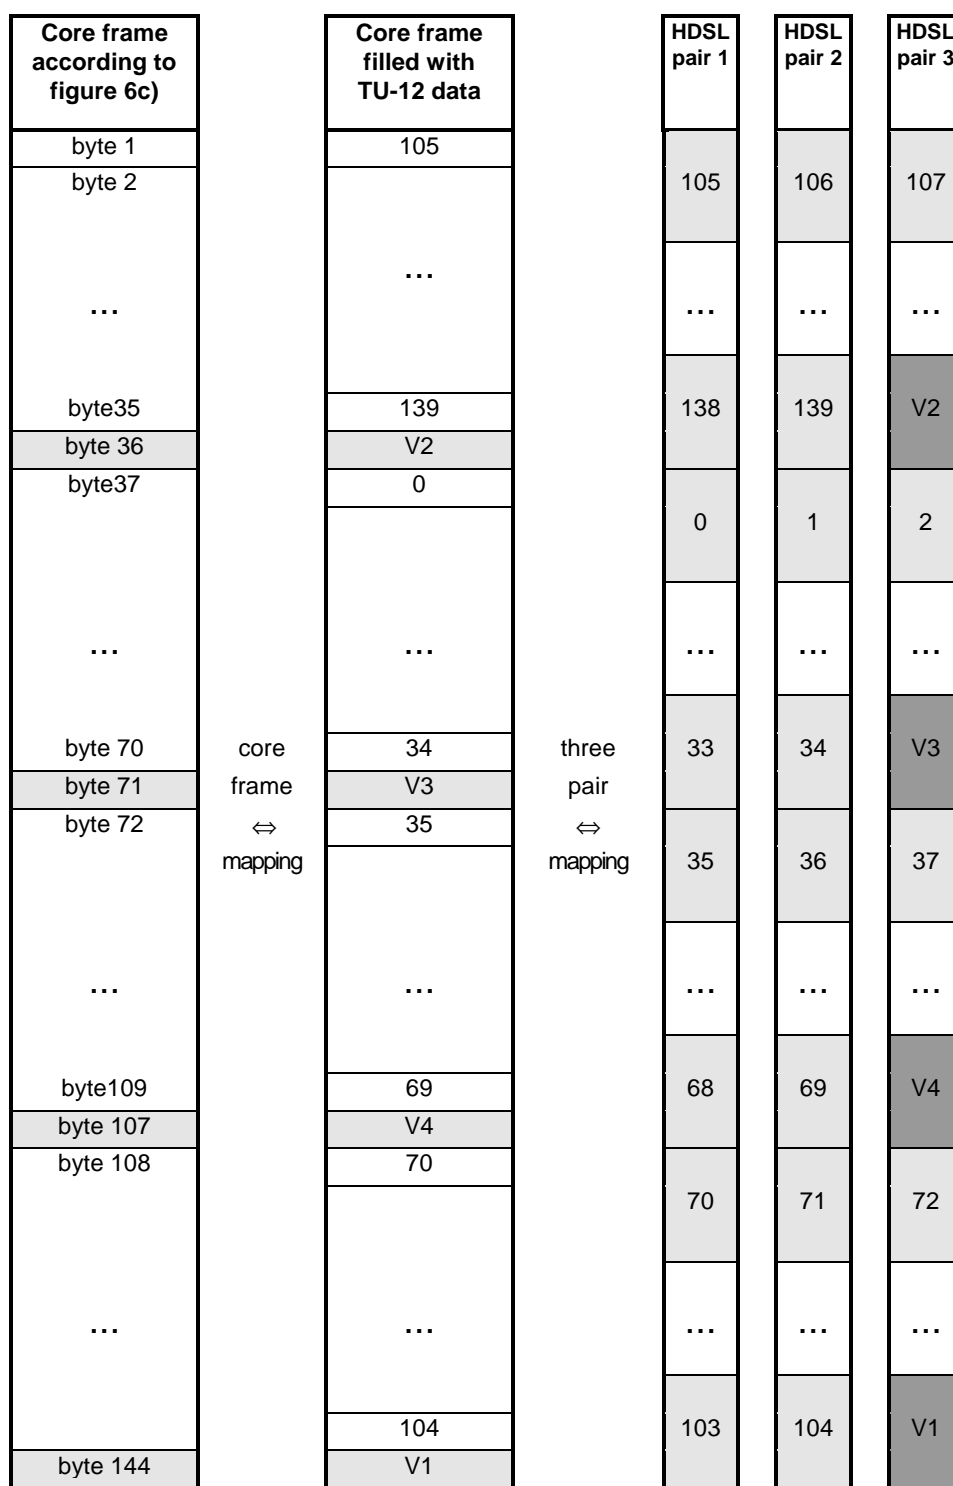 Core frame according to figure 6c)
Core frame filled with TU-12 data
HDSL pair 1
HDSL pair 2
HDSL pair 3
byte 1
105
byte 2
105
106
107
...
...
...
...
...
byte35
139
138
139
V2
byte 36
V2
byte37
0
0
1
2
...
...
...
...
...
byte 70
core
34
three
33
34
V3
byte 71
frame
V3
pair
byte 72
⇔
35
⇔
mapping
mapping
35
36
37
...
...
...
...
...
byte109
69
68
69
V4
byte 107
V4
byte 108
70
70
71
72
...
...
...
...
...
104
103
104
V1
byte 144
V1